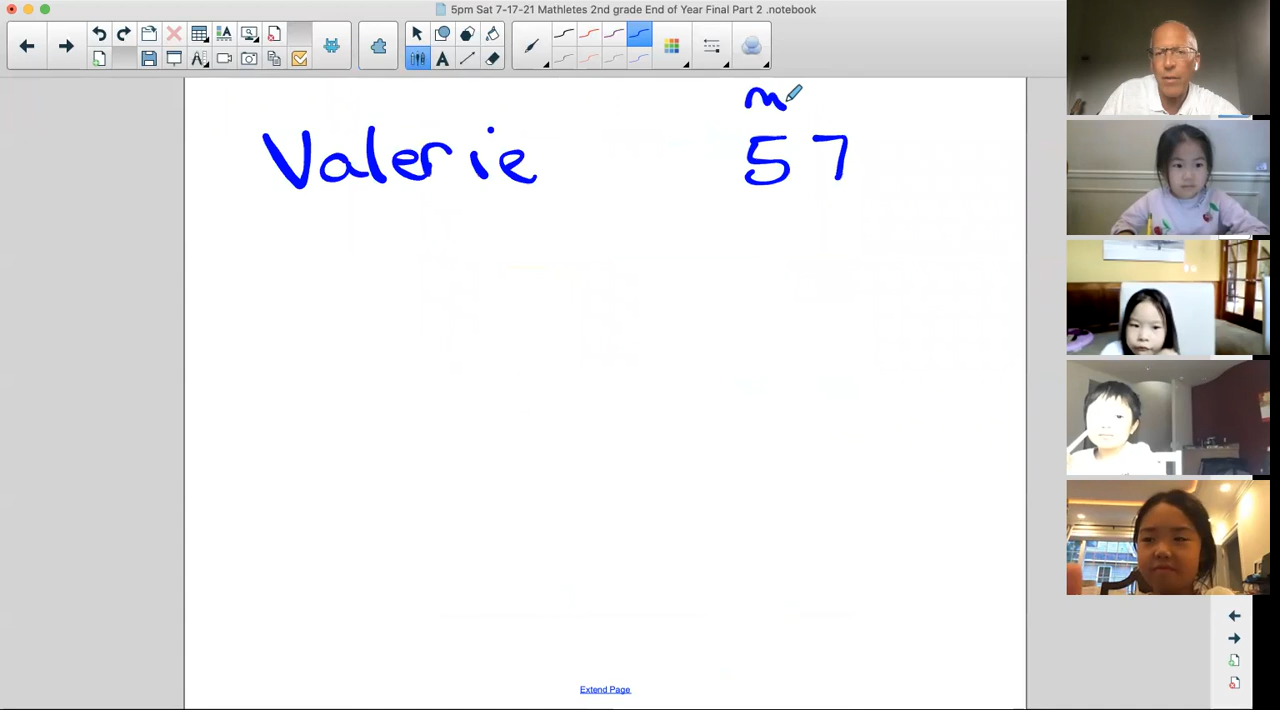 5pm Sat 7-17-21 Mathletes 2nd grade End of Year Final Part 2 .notebook
Valerie 57
Extend Page